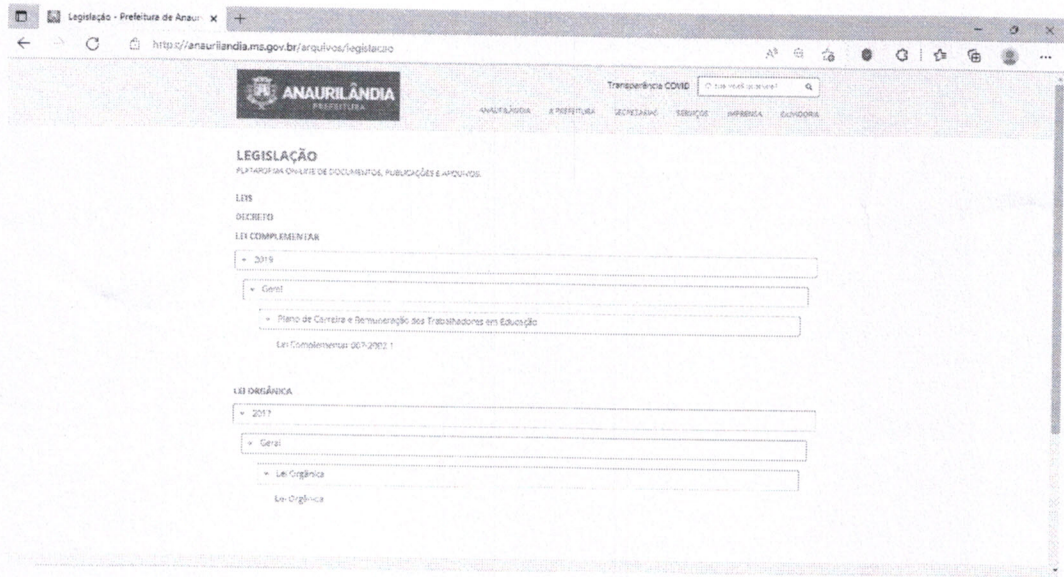 Legislação - Prefeitura de Anauri
https://anaurilandia.ms.gov.br/arquivos/legislacao
ANAURILÂNDIA
PREFEITURA
Transparência COVID
ANAURILÂNDIA A PREFEITURA SECRETARIAS SERVIÇOS IMPRENSA OUVIDORIA
LEGISLAÇÃO
PLATAFORMA ON-LINE DE DOCUMENTOS, PUBLICAÇÕES E ARQUIVOS.
LEIS
DECRETO
LEI COMPLEMENTAR
2019
Geral
Plano de Carreira e Remuneração dos Trabalhadores em Educação
Lei Complementar 007-2002 1
LEI ORGÂNICA
2017
Geral
Lei Orgânica
Lei Orgânica